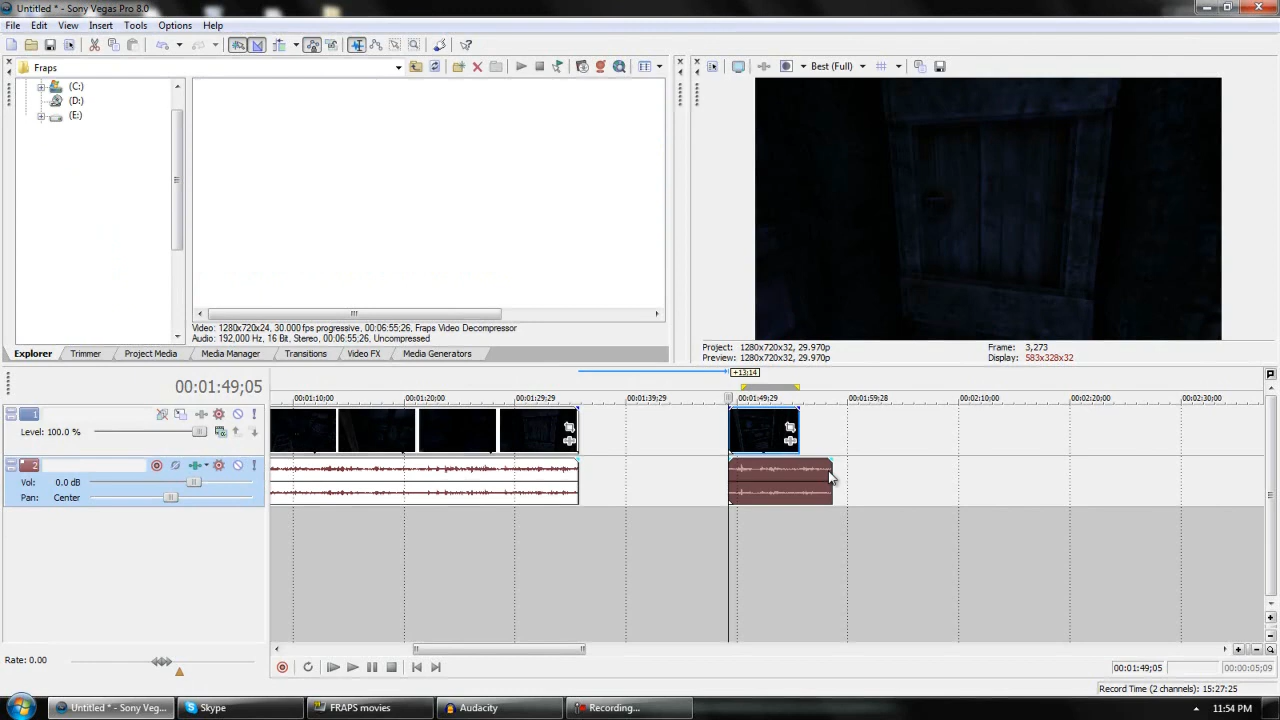 Untitled * - Sony Vegas Pro 8.0
File Edit View Insert Tools Options Help
Fraps
Best (Full)
(C:)
(D:)
(E:)
Video: 1280x720x24, 30.000 fps progressive, 00:06:55;26, Fraps Video Decompressor
Audio: 192,000 Hz, 16 Bit, Stereo, 00:06:55;26, Uncompressed
Explorer Trimmer Project Media Media Manager Transitions Video FX Media Generators
Project: 1280x720x32, 29.970p
Preview: 1280x720x32, 29.970p
Frame: 3,273
Display: 583x328x32
+13;14
00:01:49;05
00:01:10;00 00:01:20;00 00:01:29;29 00:01:39;29 00:01:49;29 00:01:59;28 00:02:10;00 00:02:20;00 00:02:30;00
1
Level: 100.0 %
2
Vol: 0.0 dB
Pan: Center
Rate: 0.00
00:01:49;05
00:00:05;09
Record Time (2 channels): 15:27:25
Untitled * - Sony Veg...
Skype
FRAPS movies
Audacity
Recording...
11:54 PM